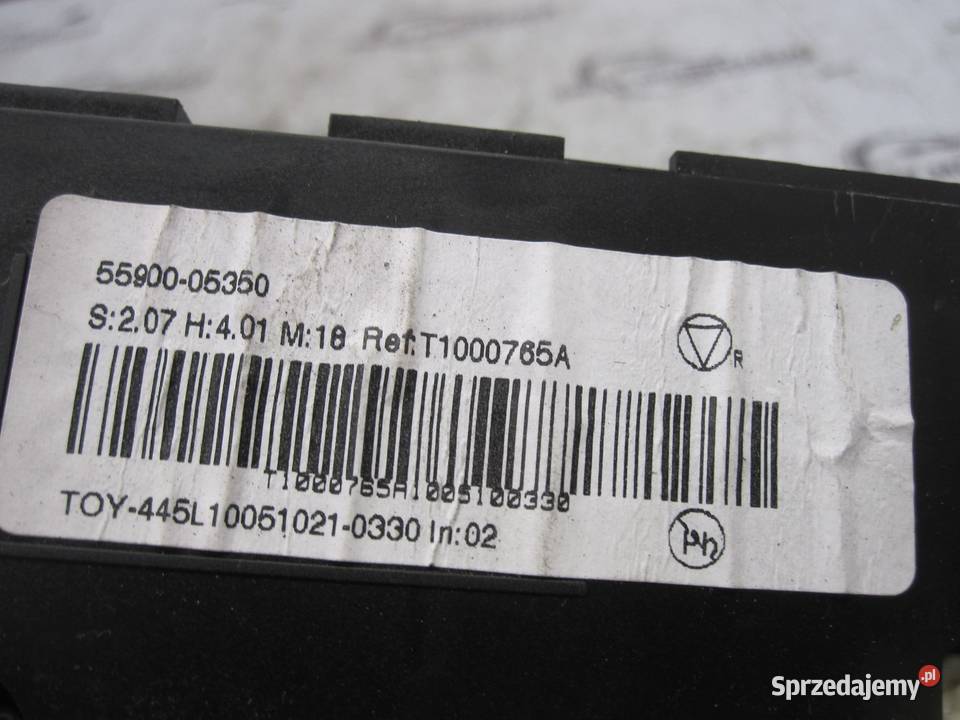 55900-05350
S:2.07 H:4.01 M:18 Ref:T1000765A
R
T1000765A1005100330
TOY-445L10051021-0330 In:02
Sprzedajemy.pl